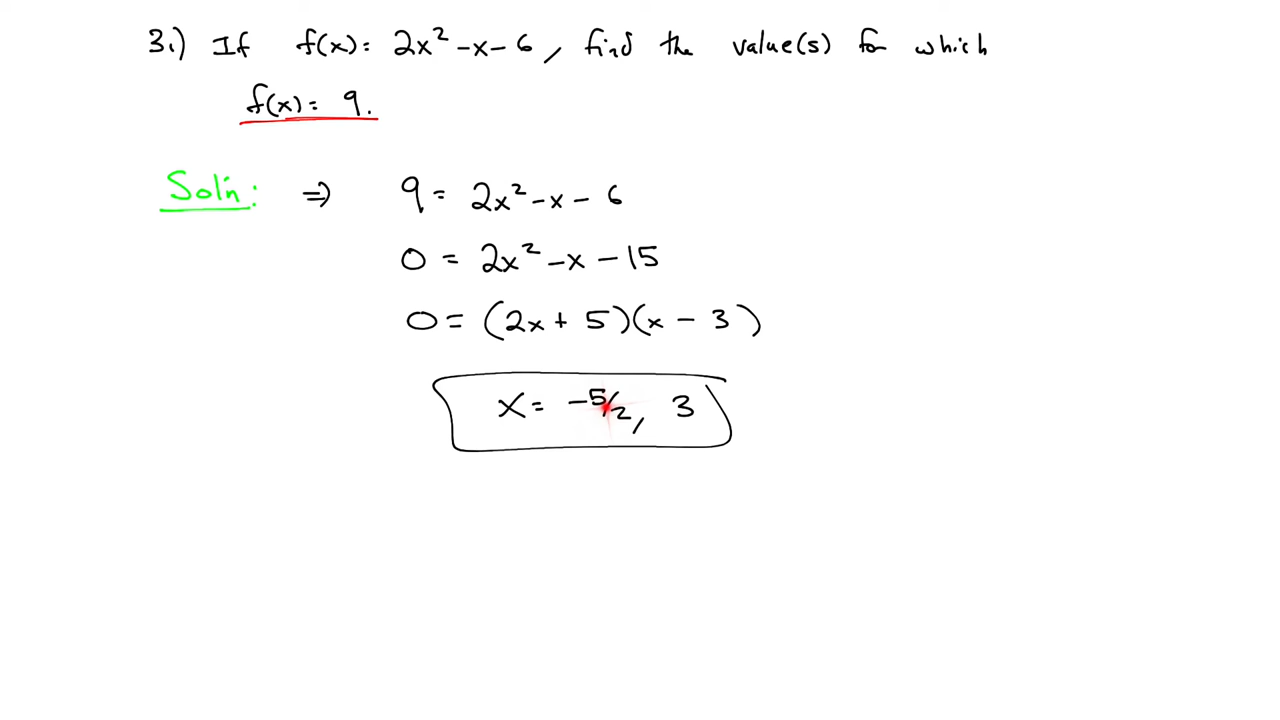 3.) If f(x) = 2x² - x - 6, find the value(s) for which
f(x) = 9.
Sol'n: ⇒ 9 = 2x² - x - 6
0 = 2x² - x - 15
0 = (2x + 5)(x - 3)
x = -5/2, 3